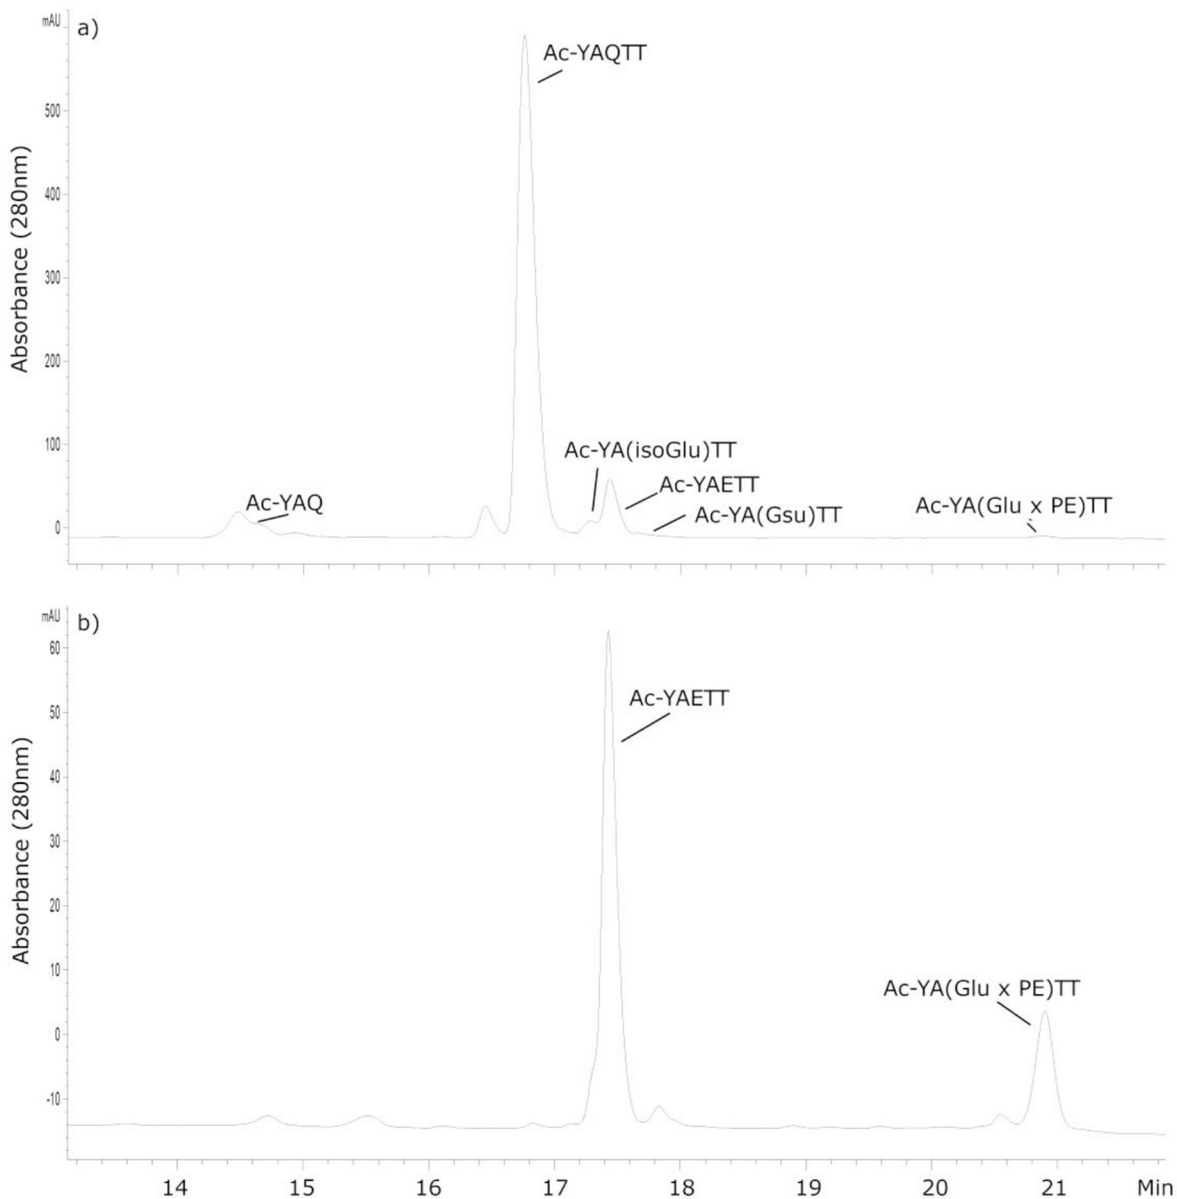 mAU
a)
Ac-YAQTT
500
400
300
200
100
0
Absorbance (280nm)
Ac-YA(isoGlu)TT
Ac-YAETT
Ac-YAQ
Ac-YA(Gsu)TT
Ac-YA(Glu x PE)TT
mAU
b)
60
50
40
30
20
10
0
-10
Absorbance (280nm)
Ac-YAETT
Ac-YA(Glu x PE)TT
14 15 16 17 18 19 20 21 Min